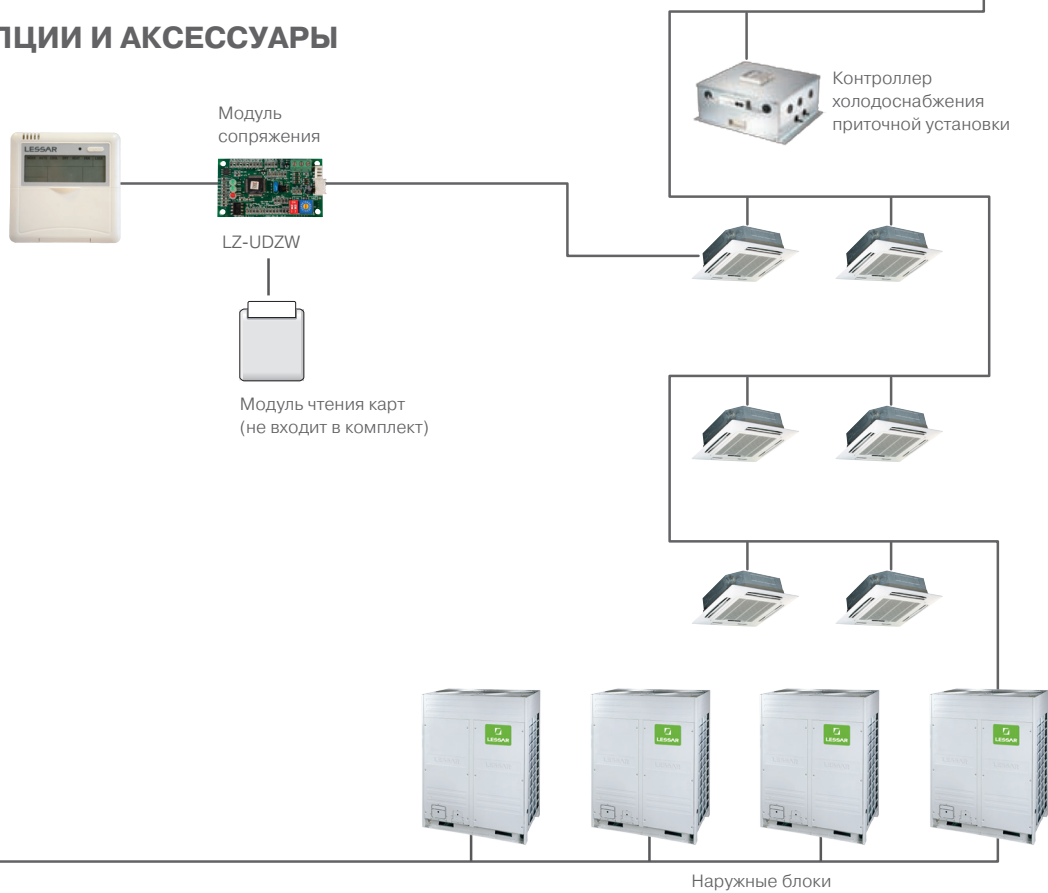 ПЦИИ И АКСЕССУАРЫ
Контроллер
холодоснабжения
приточной установки
Модуль
сопряжения
LESSAR
LZ-UDZW
Модуль чтения карт
(не входит в комплект)
LESSAR
LESSAR
LESSAR
LESSAR
Наружные блоки